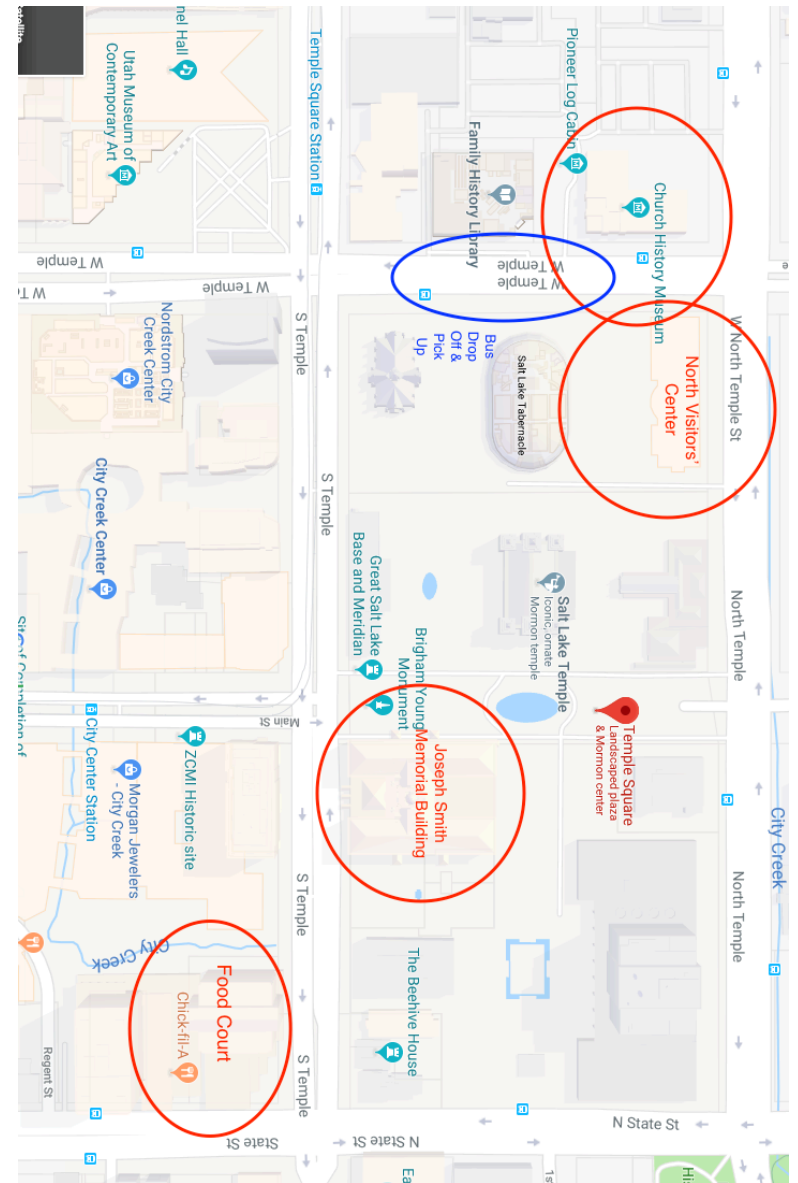 City Creek
W North Temple St
North Temple
North Temple
N State St
Church History Museum
North Visitors'
Center
Temple Square
Landscaped plaza
& Mormon center
Pioneer Log Cabin
W Temple
W Temple
Salt Lake Temple
Iconic, ornate
Mormon temple
Salt Lake Tabernacle
Family History Library
Bus
Drop
Off &
Pick
Up
Brigham Young
Monument
Joseph Smith
Memorial Building
The Beehive House
Great Salt Lake
Base and Meridian
N State St
Temple Square Station
S Temple
S Temple
S Temple
S Temple
Main St
State St
W Temple
W Temple
Food Court
Chick-fil-A
nel Hall
ZCMI Historic site
Nordstrom City
Creek Center
Utah Museum of
Contemporary Art
City Creek
Morgan Jewelers
- City Creek
City Creek Center
City Center Station
Regent St
W T
Completion of